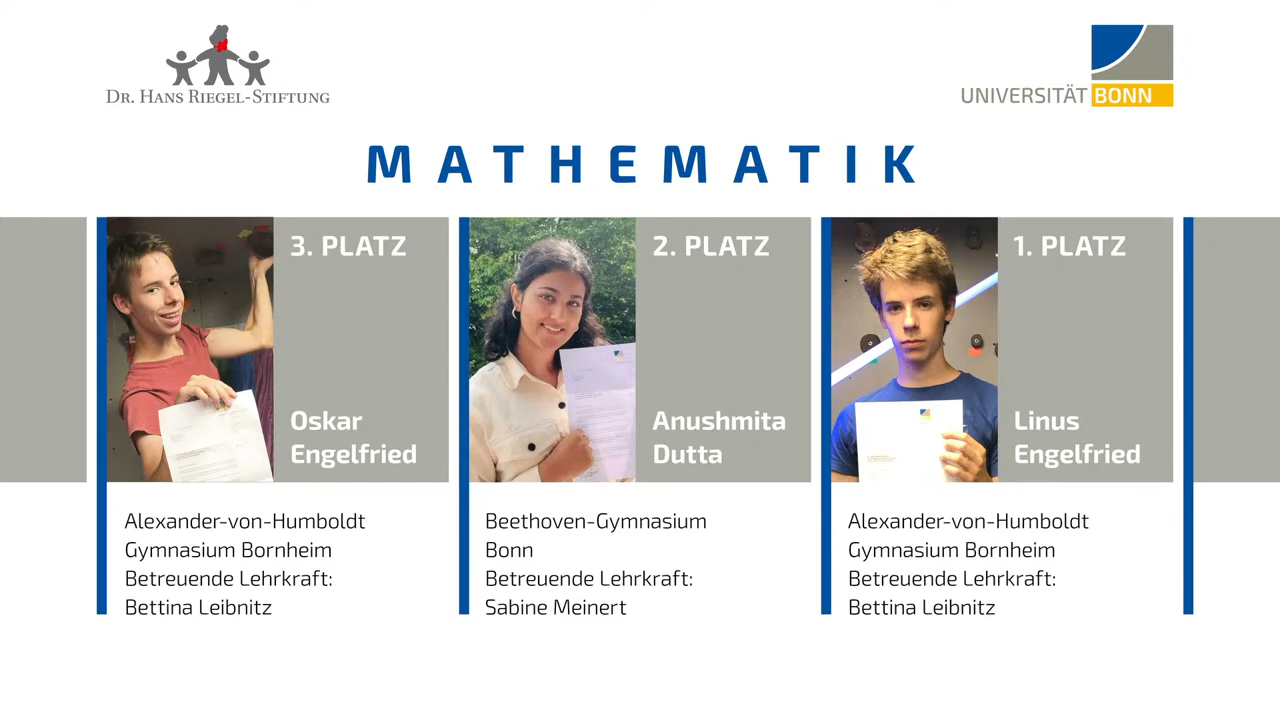 DR. HANS RIEGEL-STIFTUNG
UNIVERSITÄT BONN
MATHEMATIK
3. PLATZ
Oskar
Engelfried
Alexander-von-Humboldt
Gymnasium Bornheim
Betreuende Lehrkraft:
Bettina Leibnitz
2. PLATZ
Anushmita
Dutta
Beethoven-Gymnasium
Bonn
Betreuende Lehrkraft:
Sabine Meinert
1. PLATZ
Linus
Engelfried
Alexander-von-Humboldt
Gymnasium Bornheim
Betreuende Lehrkraft:
Bettina Leibnitz